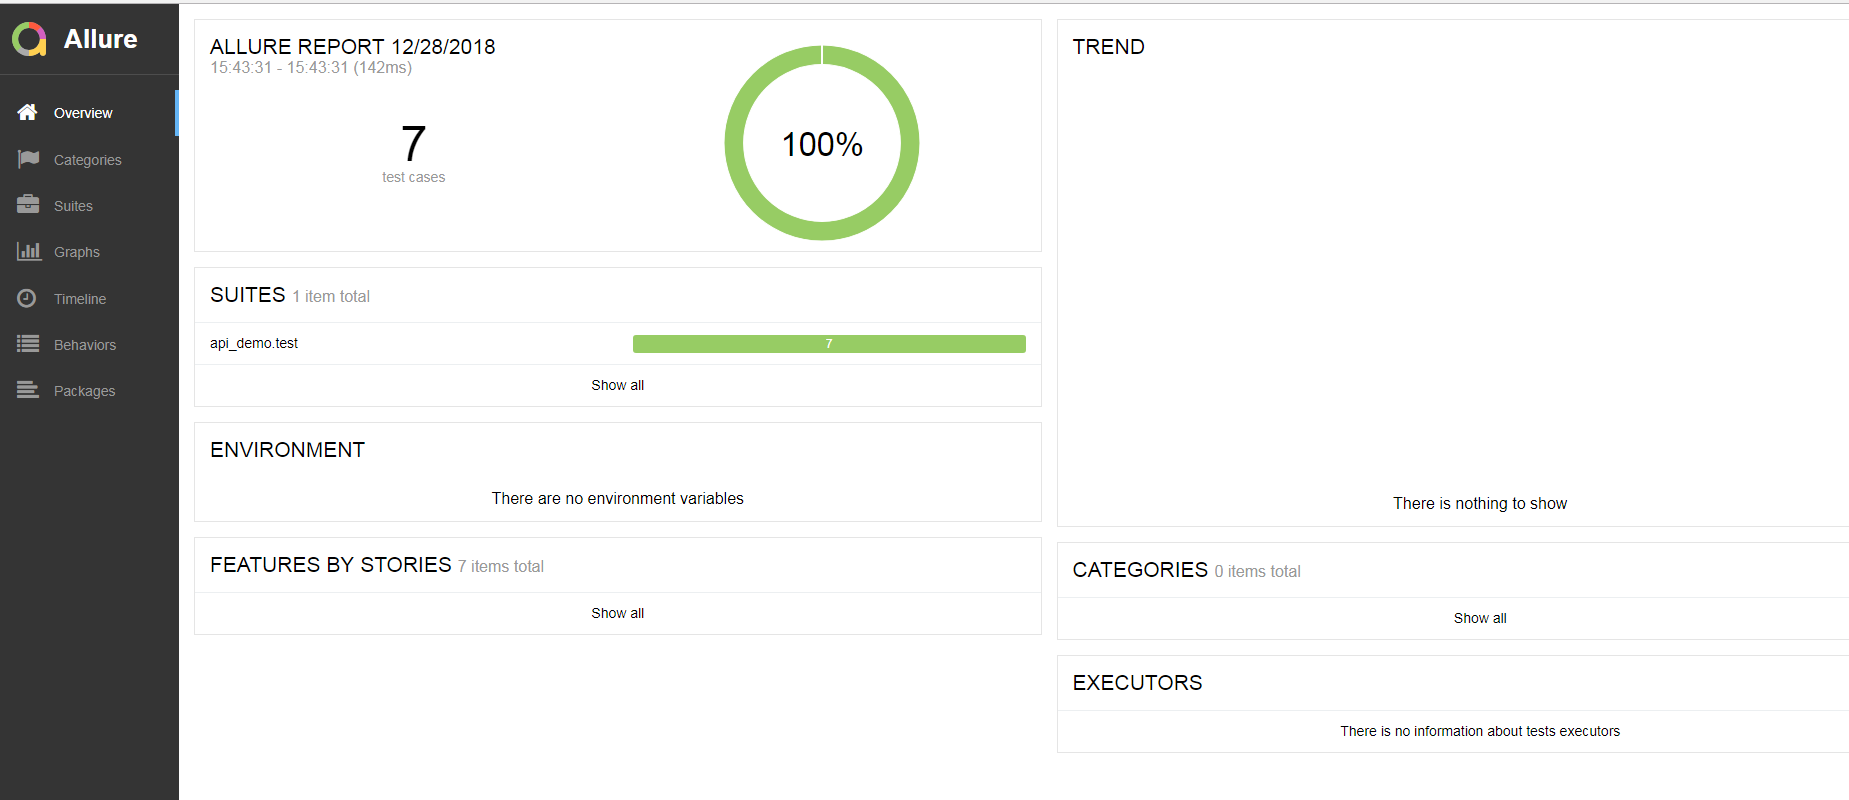 Allure
Overview
Categories
Suites
Graphs
Timeline
Behaviors
Packages
ALLURE REPORT 12/28/2018
15:43:31 - 15:43:31 (142ms)
7
test cases
100%
SUITES 1 item total
api_demo.test 7
Show all
ENVIRONMENT
There are no environment variables
FEATURES BY STORIES 7 items total
Show all
TREND
There is nothing to show
CATEGORIES 0 items total
Show all
EXECUTORS
There is no information about tests executors